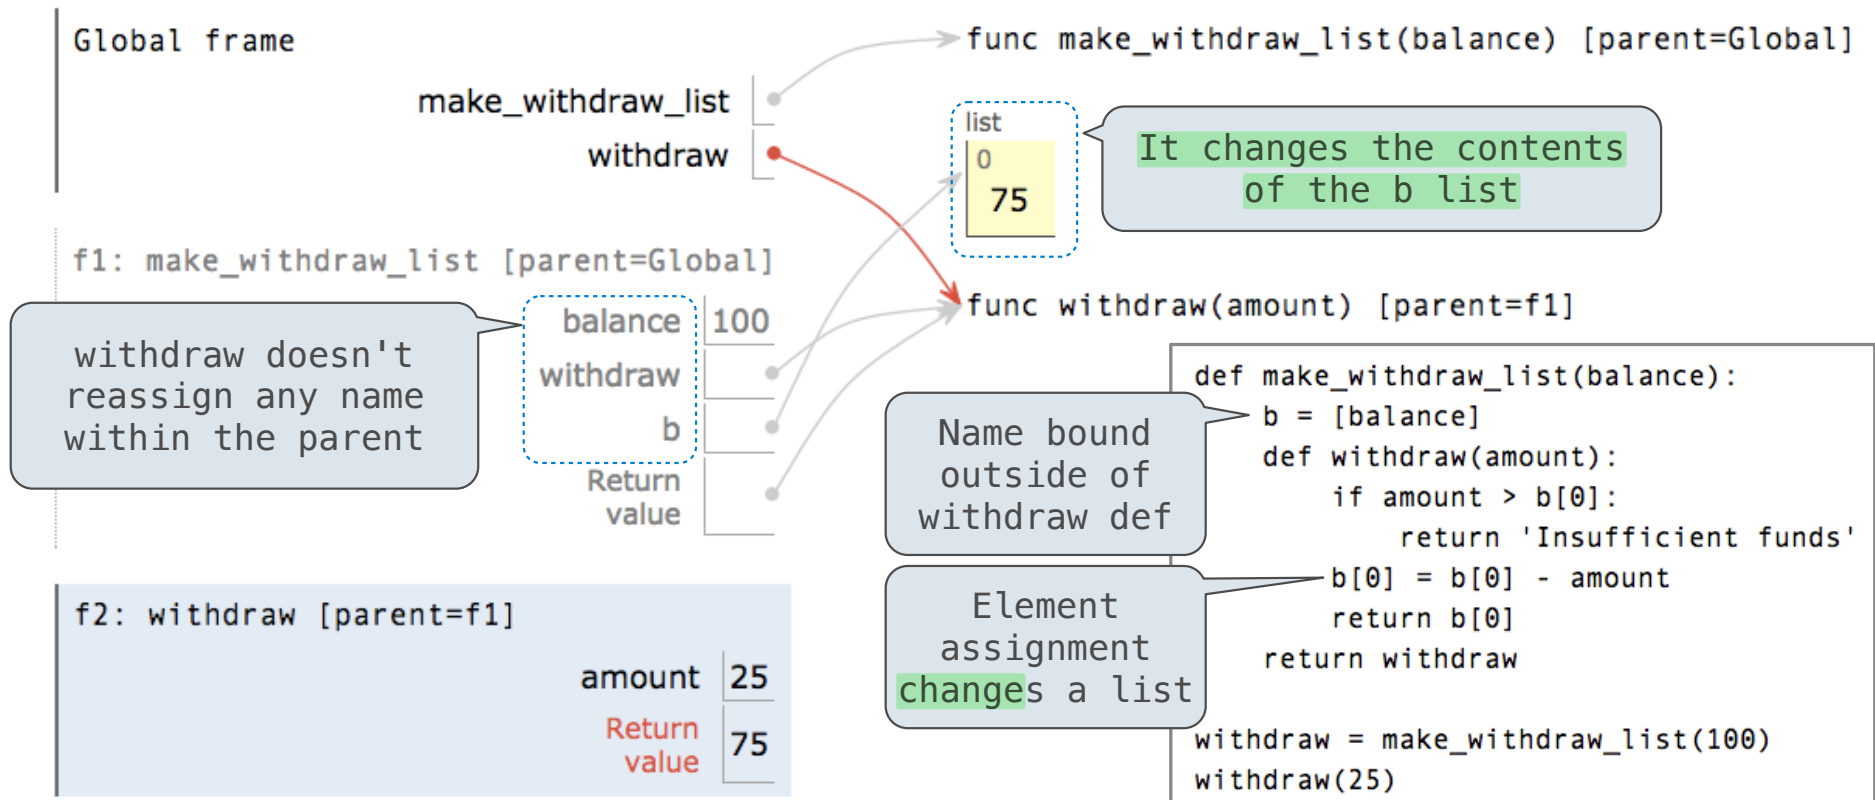 Global frame
make_withdraw_list
withdraw
func make_withdraw_list(balance) [parent=Global]
list
0
75
It changes the contents
of the b list
f1: make_withdraw_list [parent=Global]
withdraw doesn't
reassign any name
within the parent
balance 100
withdraw
b
Return
value
func withdraw(amount) [parent=f1]
f2: withdraw [parent=f1]
amount 25
Return
value 75
Name bound
outside of
withdraw def
Element
assignment
changes a list
def make_withdraw_list(balance):
    b = [balance]
    def withdraw(amount):
        if amount > b[0]:
            return 'Insufficient funds'
        b[0] = b[0] - amount
        return b[0]
    return withdraw
withdraw = make_withdraw_list(100)
withdraw(25)